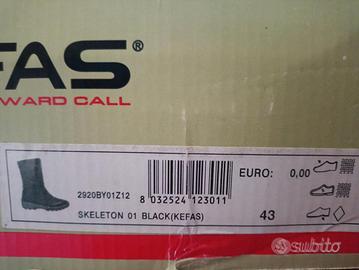 FAS®
WARD CALL
EURO: 0,00
2920BY01Z12
8 032524 123011
SKELETON 01 BLACK(KEFAS)
43
subito